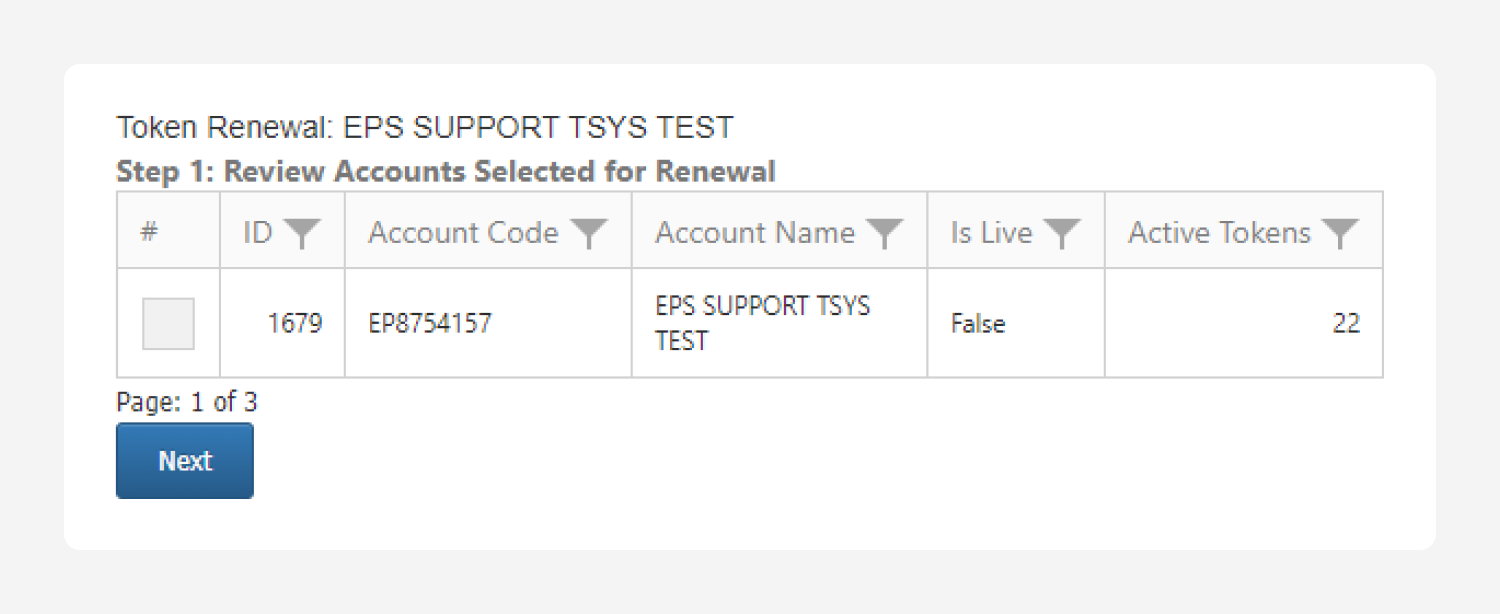 Token Renewal: EPS SUPPORT TSYS TEST
Step 1: Review Accounts Selected for Renewal
# ID Account Code Account Name Is Live Active Tokens
1679 EP8754157 EPS SUPPORT TSYS TEST False 22
Page: 1 of 3
Next